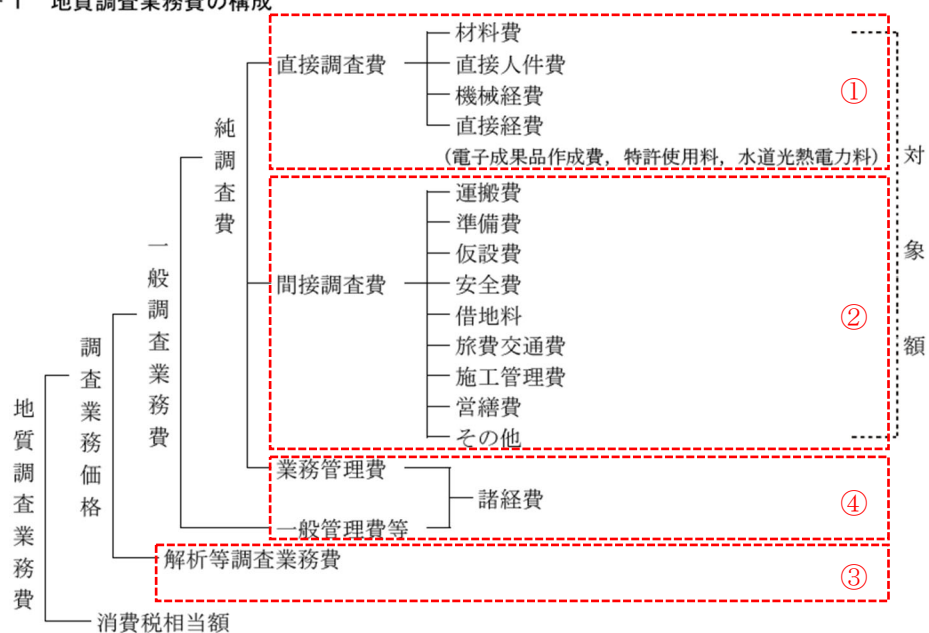 1 地質調査業務費の構成
材料費
直接調査費
直接人件費
機械経費
直接経費
(電子成果品作成費，特許使用料，水道光熱電力料)
①
純調査費
運搬費
準備費
仮設費
間接調査費
安全費
借地料
旅費交通費
施工管理費
営繕費
その他
②
対象額
一般調査業務費
業務管理費
諸経費
一般管理費等
④
調査業務価格
解析等調査業務費
③
地質調査業務費
消費税相当額